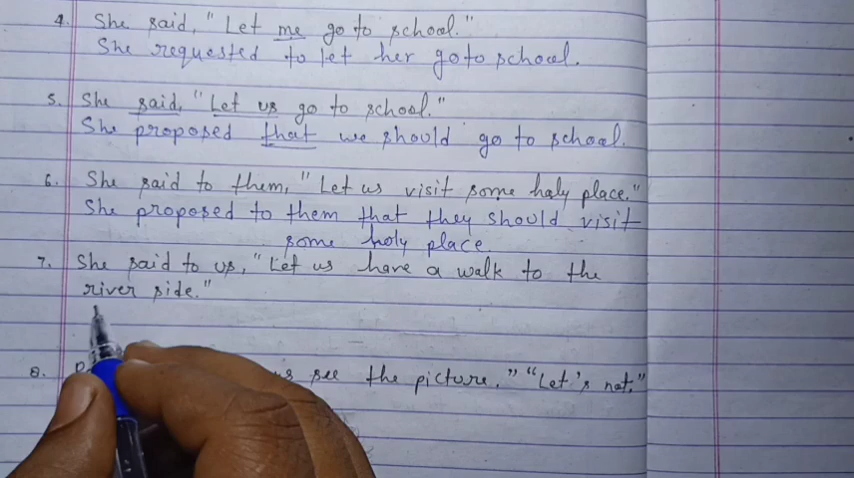 4. She said, "Let me go to school."
She requested to let her go to school.
5. She said, "Let us go to school."
She proposed that we should go to school.
6. She said to them, "Let us visit some holy place."
She proposed to them that they should visit
some holy place.
7. She said to us, "Let us have a walk to the
river side."
8. us see the picture." "Let's not."